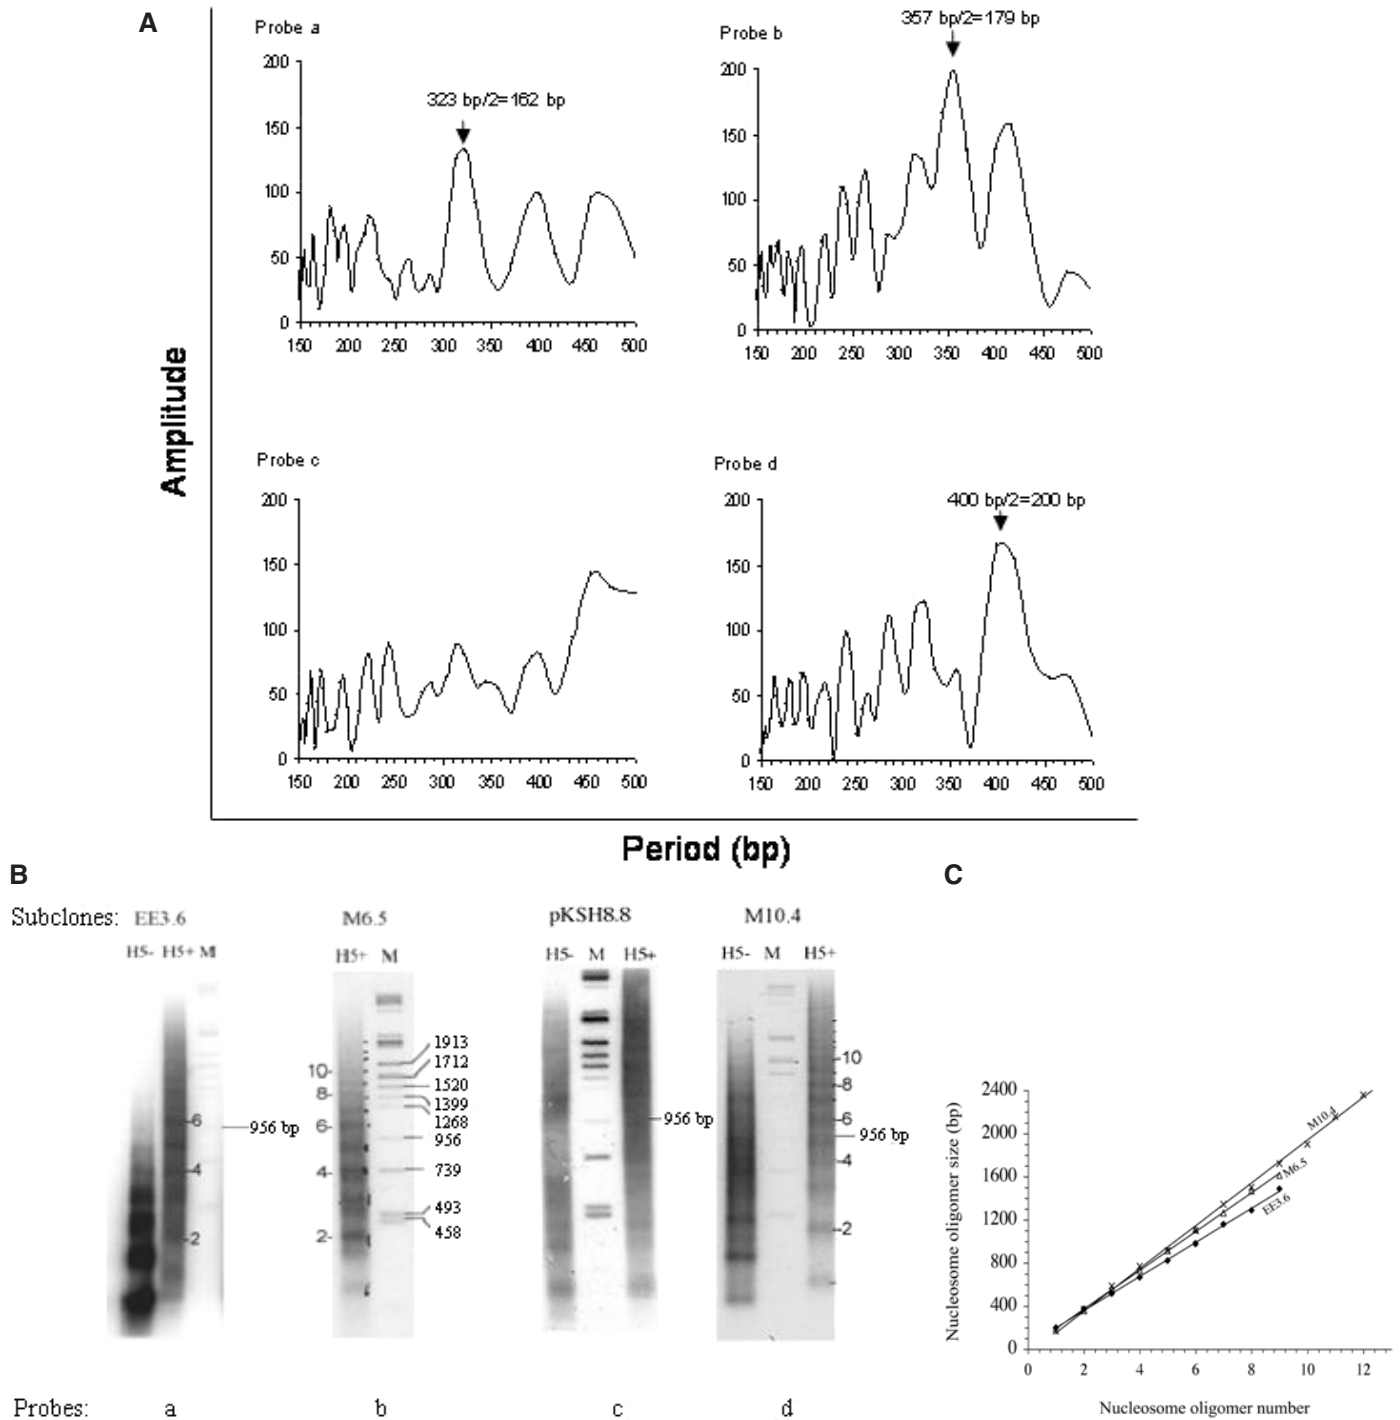 A
Probe a
323 bp/2=162 bp
200
150
100
50
0
150 200 250 300 350 400 450 500
Probe b
357 bp/2=179 bp
200
150
100
50
0
150 200 250 300 350 400 450 500
Amplitude
Probe c
200
150
100
50
0
150 200 250 300 350 400 450 500
Probe d
400 bp/2=200 bp
200
150
100
50
0
150 200 250 300 350 400 450 500
Period (bp)
B
Subclones: EE3.6 M6.5 pKSH8.8 M10.4
H5- H5+ M
H5+ M
H5- M H5+
H5- M H5+
6
4
2
956 bp
10
8
6
4
2
1913
1712
1520
1399
1268
956
739
493
458
956 bp
10
8
6
4
2
956 bp
Probes: a b c d
C
Nucleosome oligomer size (bp)
2400
2000
1600
1200
800
400
0
M10.4
M6.5
EE3.6
0 2 4 6 8 10 12
Nucleosome oligomer number